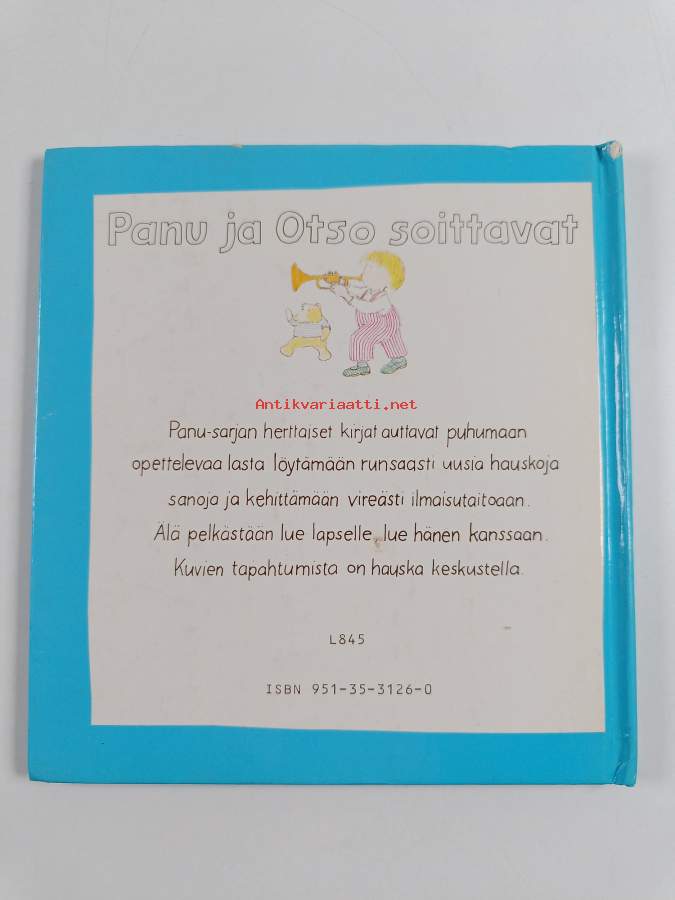 Panu ja Otso soittavat
Antikvariaatti.net
Panu-sarjan herttaiset kirjat auttavat puhumaan
opettelevaa lasta löytämään runsaasti uusia hauskoja
sanoja ja kehittämään vireästi ilmaisutaitoaan.
Älä pelkästään lue lapselle, lue hänen kanssaan.
Kuvien tapahtumista on hauska keskustella.
L845
ISBN 951-35-3126-0